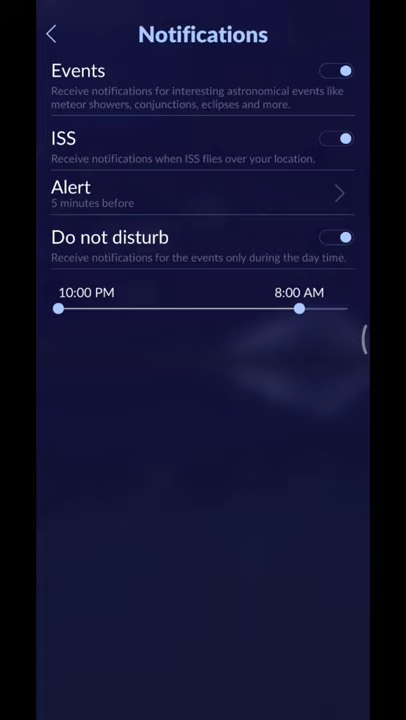 Notifications
Events
Receive notifications for interesting astronomical events like
meteor showers, conjunctions, eclipses and more.
ISS
Receive notifications when ISS flies over your location.
Alert
5 minutes before
Do not disturb
Receive notifications for the events only during the day time.
10:00 PM 8:00 AM